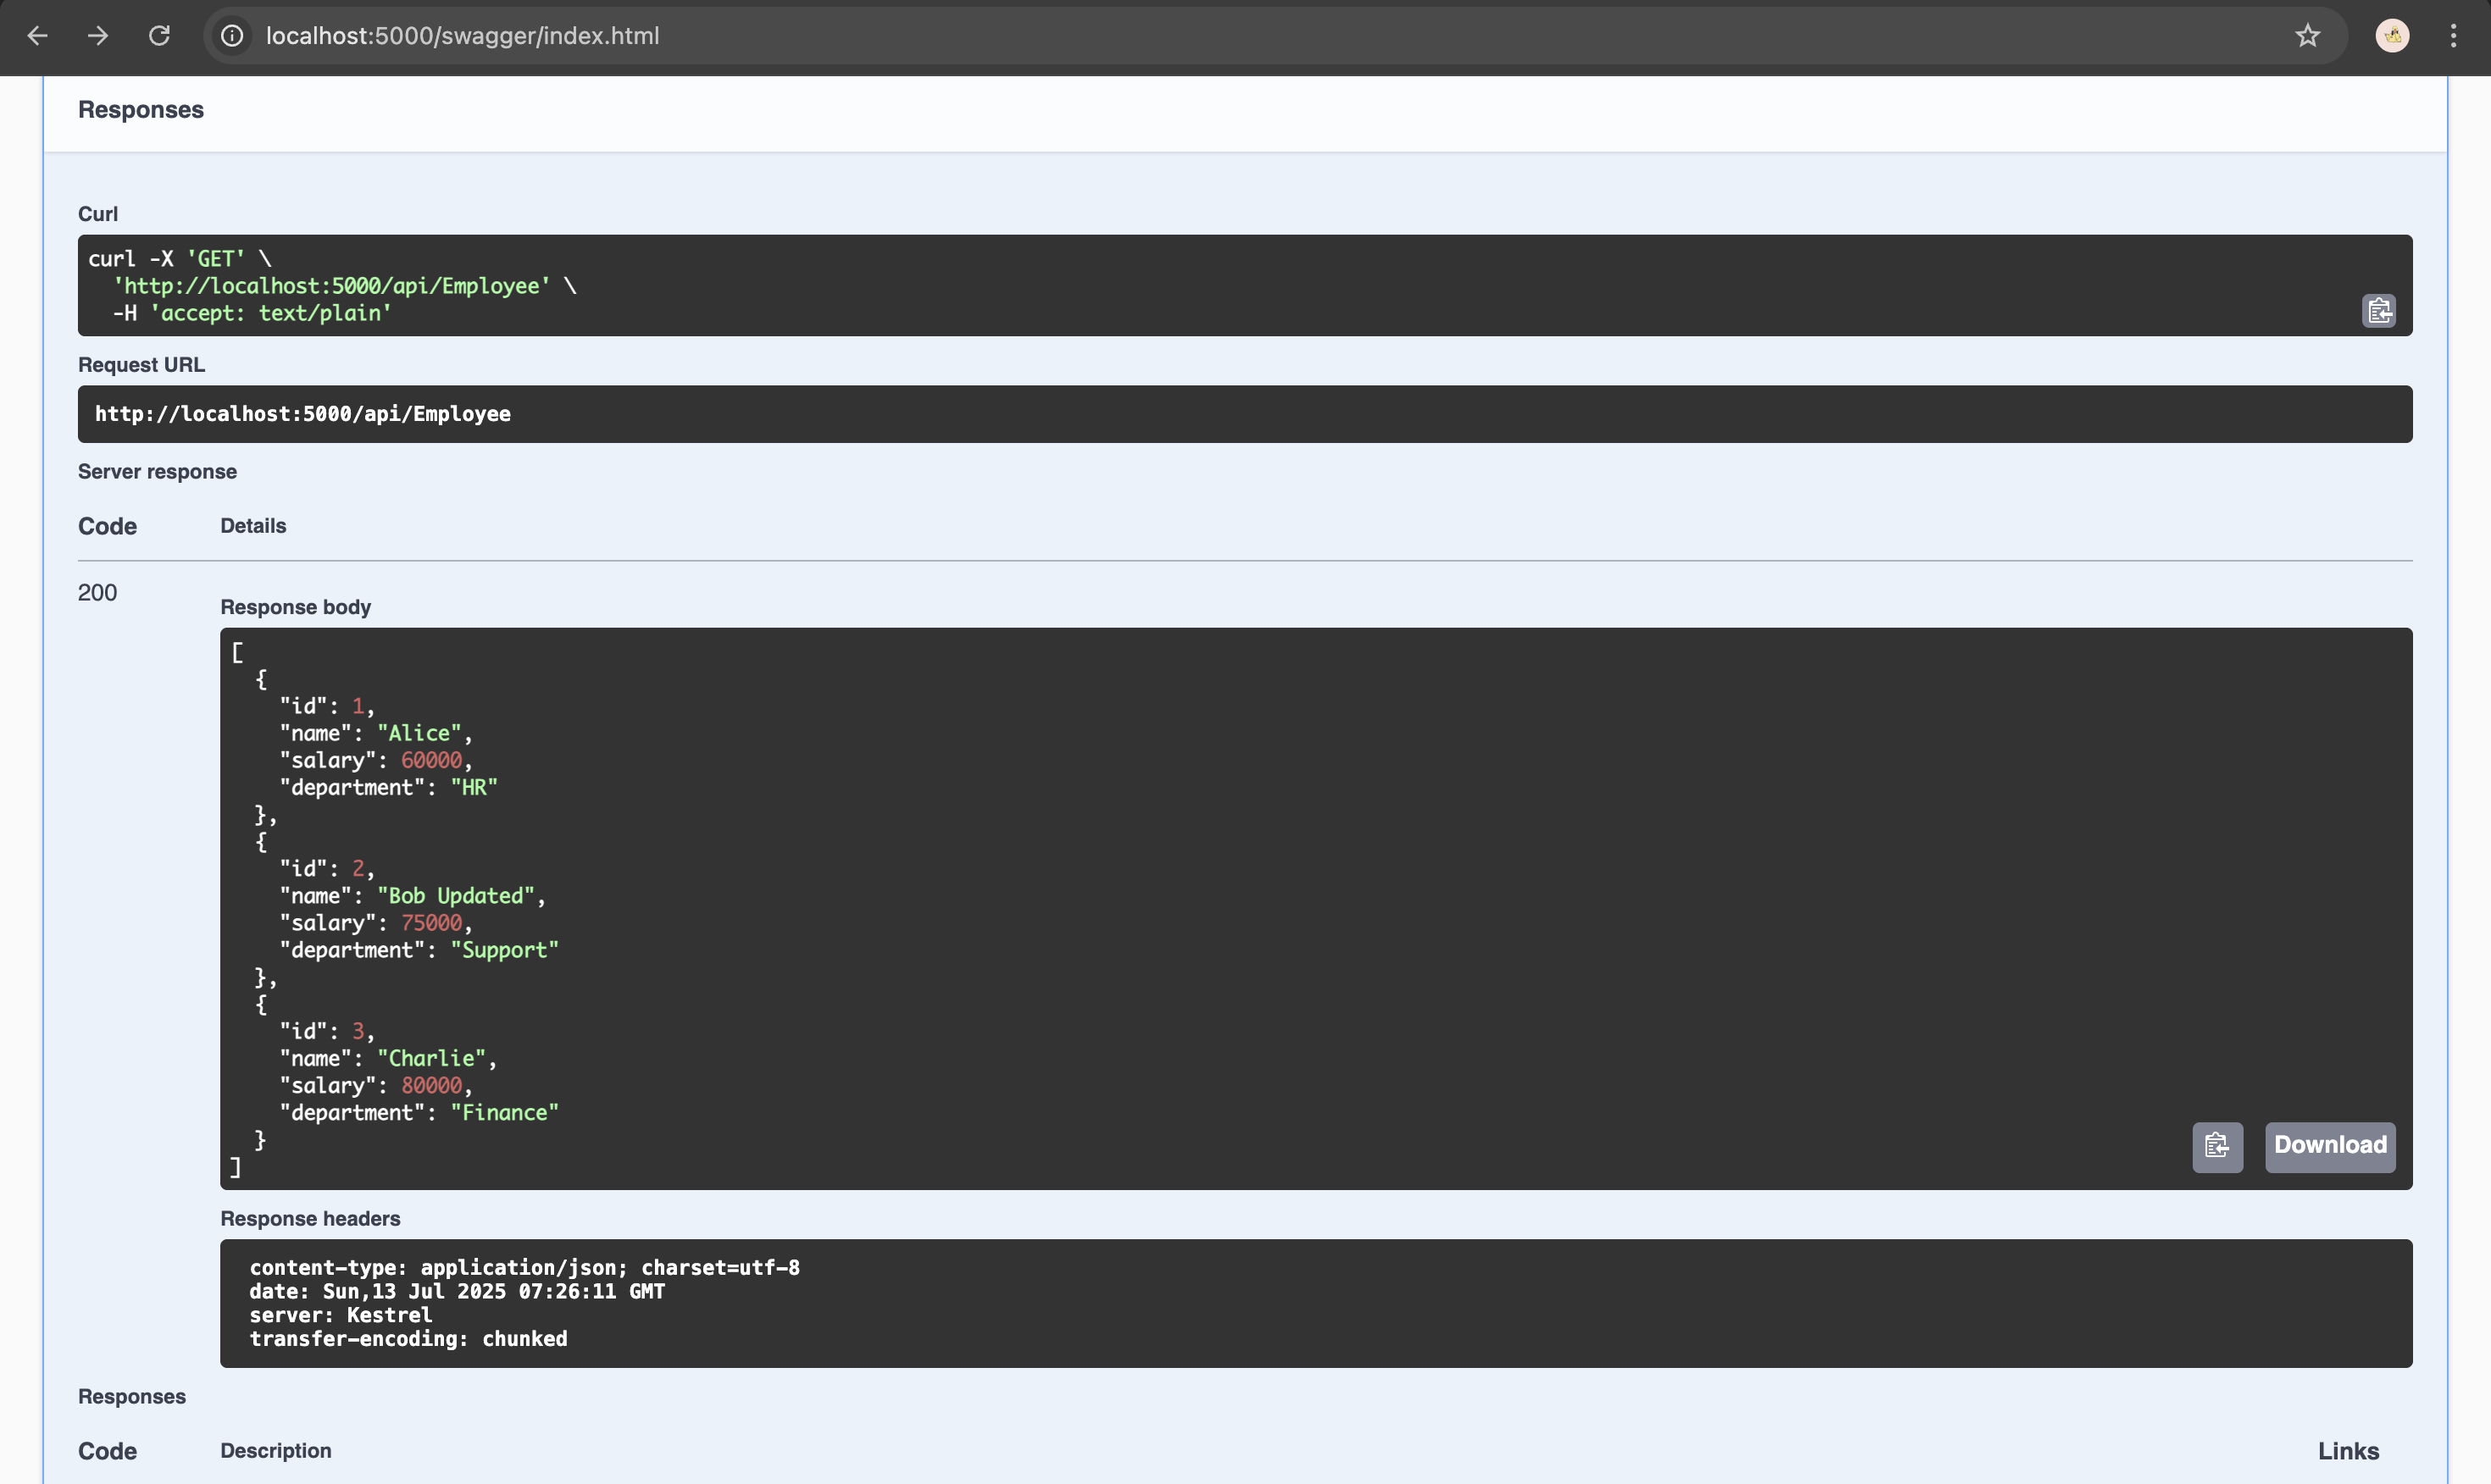 localhost:5000/swagger/index.html
Responses
Curl
curl -X 'GET' \
  'http://localhost:5000/api/Employee' \
  -H 'accept: text/plain'
Request URL
http://localhost:5000/api/Employee
Server response
Code Details
200
Response body
[
  {
    "id": 1,
    "name": "Alice",
    "salary": 60000,
    "department": "HR"
  },
  {
    "id": 2,
    "name": "Bob Updated",
    "salary": 75000,
    "department": "Support"
  },
  {
    "id": 3,
    "name": "Charlie",
    "salary": 80000,
    "department": "Finance"
  }
]
Download
Response headers
content-type: application/json; charset=utf-8
date: Sun,13 Jul 2025 07:26:11 GMT
server: Kestrel
transfer-encoding: chunked
Responses
Code Description Links